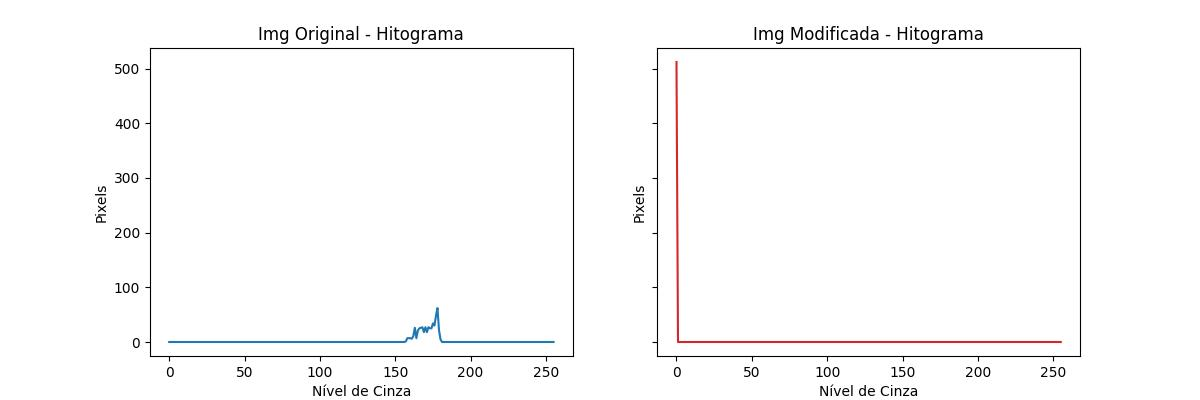 Img Original - Hitograma
Img Modificada - Hitograma
500
400
300
200
100
0
Pixels
Pixels
0 50 100 150 200 250
0 50 100 150 200 250
Nível de Cinza
Nível de Cinza